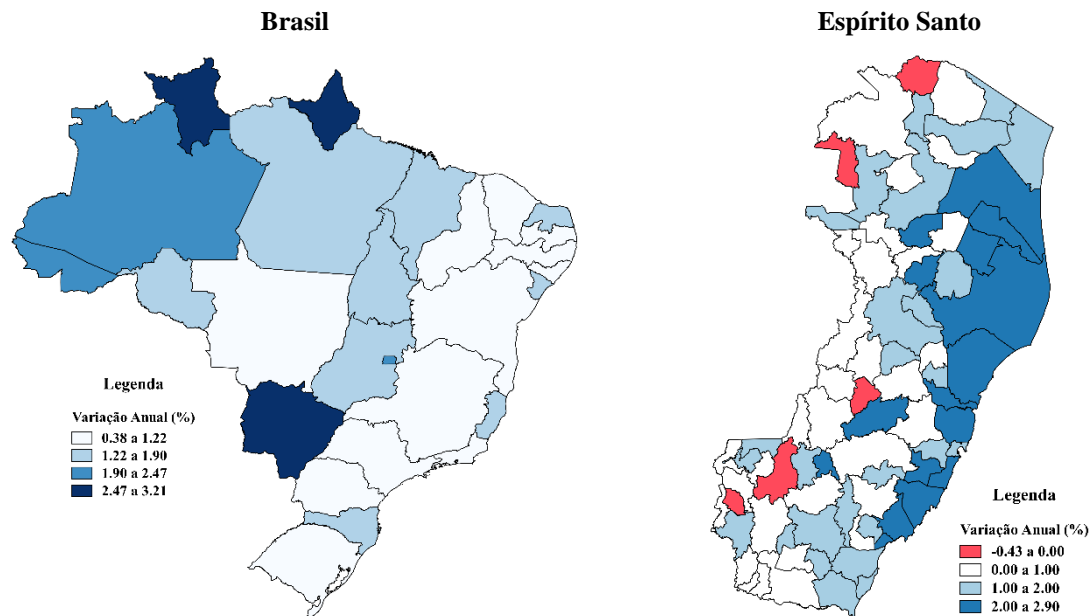 Brasil
Legenda
Variação Anual (%)
0.38 a 1.22
1.22 a 1.90
1.90 a 2.47
2.47 a 3.21
Espírito Santo
Legenda
Variação Anual (%)
-0.43 a 0.00
0.00 a 1.00
1.00 a 2.00
2.00 a 2.90